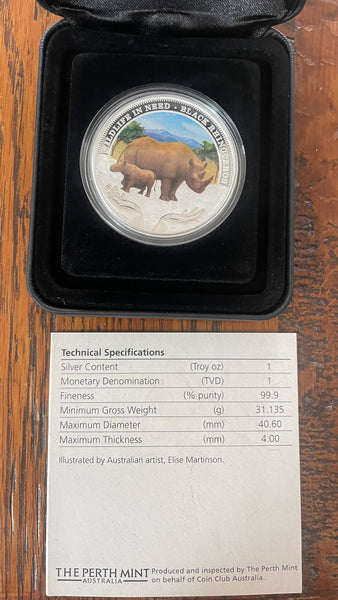 WILDLIFE IN NEED - BLACK RHINOCEROS
Technical Specifications
Silver Content (Troy oz) 1
Monetary Denomination (TVD) 1
Fineness (% purity) 99.9
Minimum Gross Weight (g) 31.135
Maximum Diameter (mm) 40.60
Maximum Thickness (mm) 4.00
Illustrated by Australian artist, Elise Martinson.
THE PERTH MINT
AUSTRALIA
Produced and inspected by The Perth Mint
on behalf of Coin Club Australia.